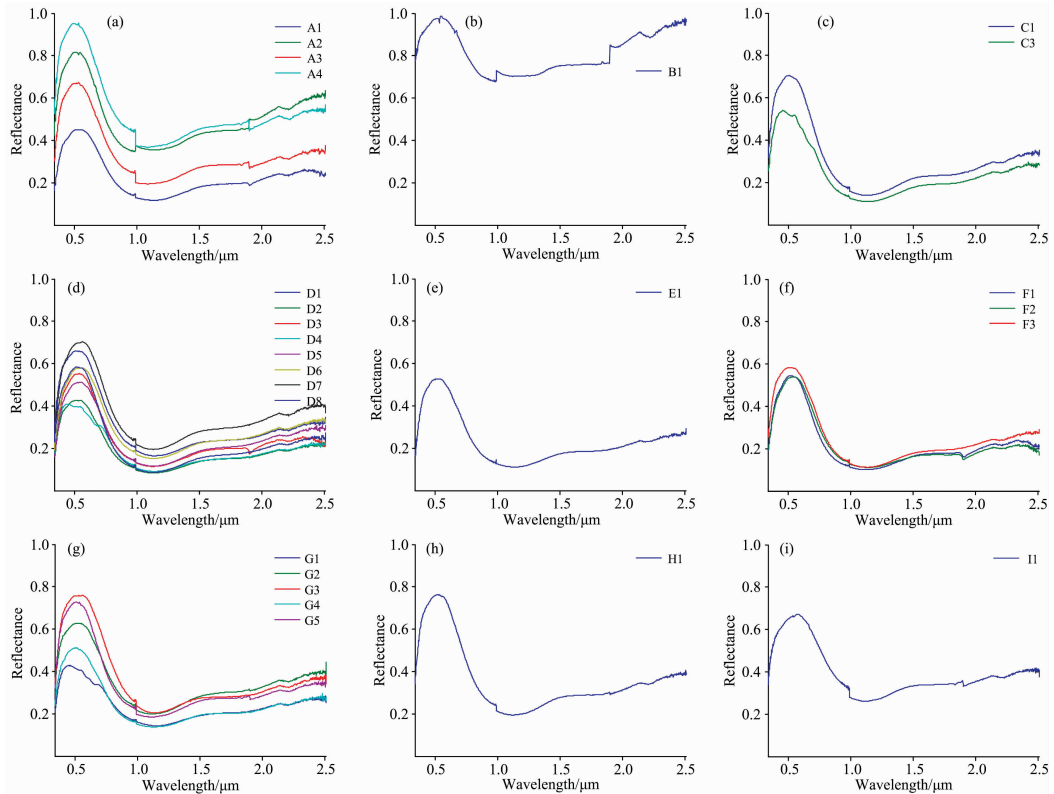 (a)
A1
A2
A3
A4
1.0
0.8
0.6
0.4
0.2
Reflectance
0.5
1.0
1.5
2.0
2.5
Wavelength/μm
(b)
B1
1.0
0.8
0.6
0.4
0.2
Reflectance
0.5
1.0
1.5
2.0
2.5
Wavelength/μm
(c)
C1
C3
1.0
0.8
0.6
0.4
0.2
Reflectance
0.5
1.0
1.5
2.0
2.5
Wavelength/μm
(d)
D1
D2
D3
D4
D5
D6
D7
D8
1.0
0.8
0.6
0.4
0.2
Reflectance
0.5
1.0
1.5
2.0
2.5
Wavelength/μm
(e)
E1
1.0
0.8
0.6
0.4
0.2
Reflectance
0.5
1.0
1.5
2.0
2.5
Wavelength/μm
(f)
F1
F2
F3
1.0
0.8
0.6
0.4
0.2
Reflectance
0.5
1.0
1.5
2.0
2.5
Wavelength/μm
(g)
G1
G2
G3
G4
G5
1.0
0.8
0.6
0.4
0.2
Reflectance
0.5
1.0
1.5
2.0
2.5
Wavelength/μm
(h)
H1
1.0
0.8
0.6
0.4
0.2
Reflectance
0.5
1.0
1.5
2.0
2.5
Wavelength/μm
(i)
I1
1.0
0.8
0.6
0.4
0.2
Reflectance
0.5
1.0
1.5
2.0
2.5
Wavelength/μm